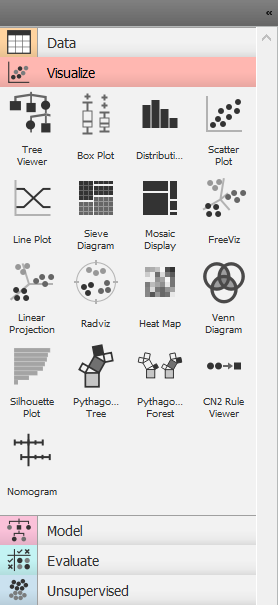 «
Data
Visualize
Tree
Viewer
Box Plot
Distributi...
Scatter
Plot
Line Plot
Sieve
Diagram
Mosaic
Display
FreeViz
Linear
Projection
Radviz
Heat Map
Venn
Diagram
Silhouette
Plot
Pythago...
Tree
Pythago...
Forest
CN2 Rule
Viewer
Nomogram
Model
Evaluate
Unsupervised